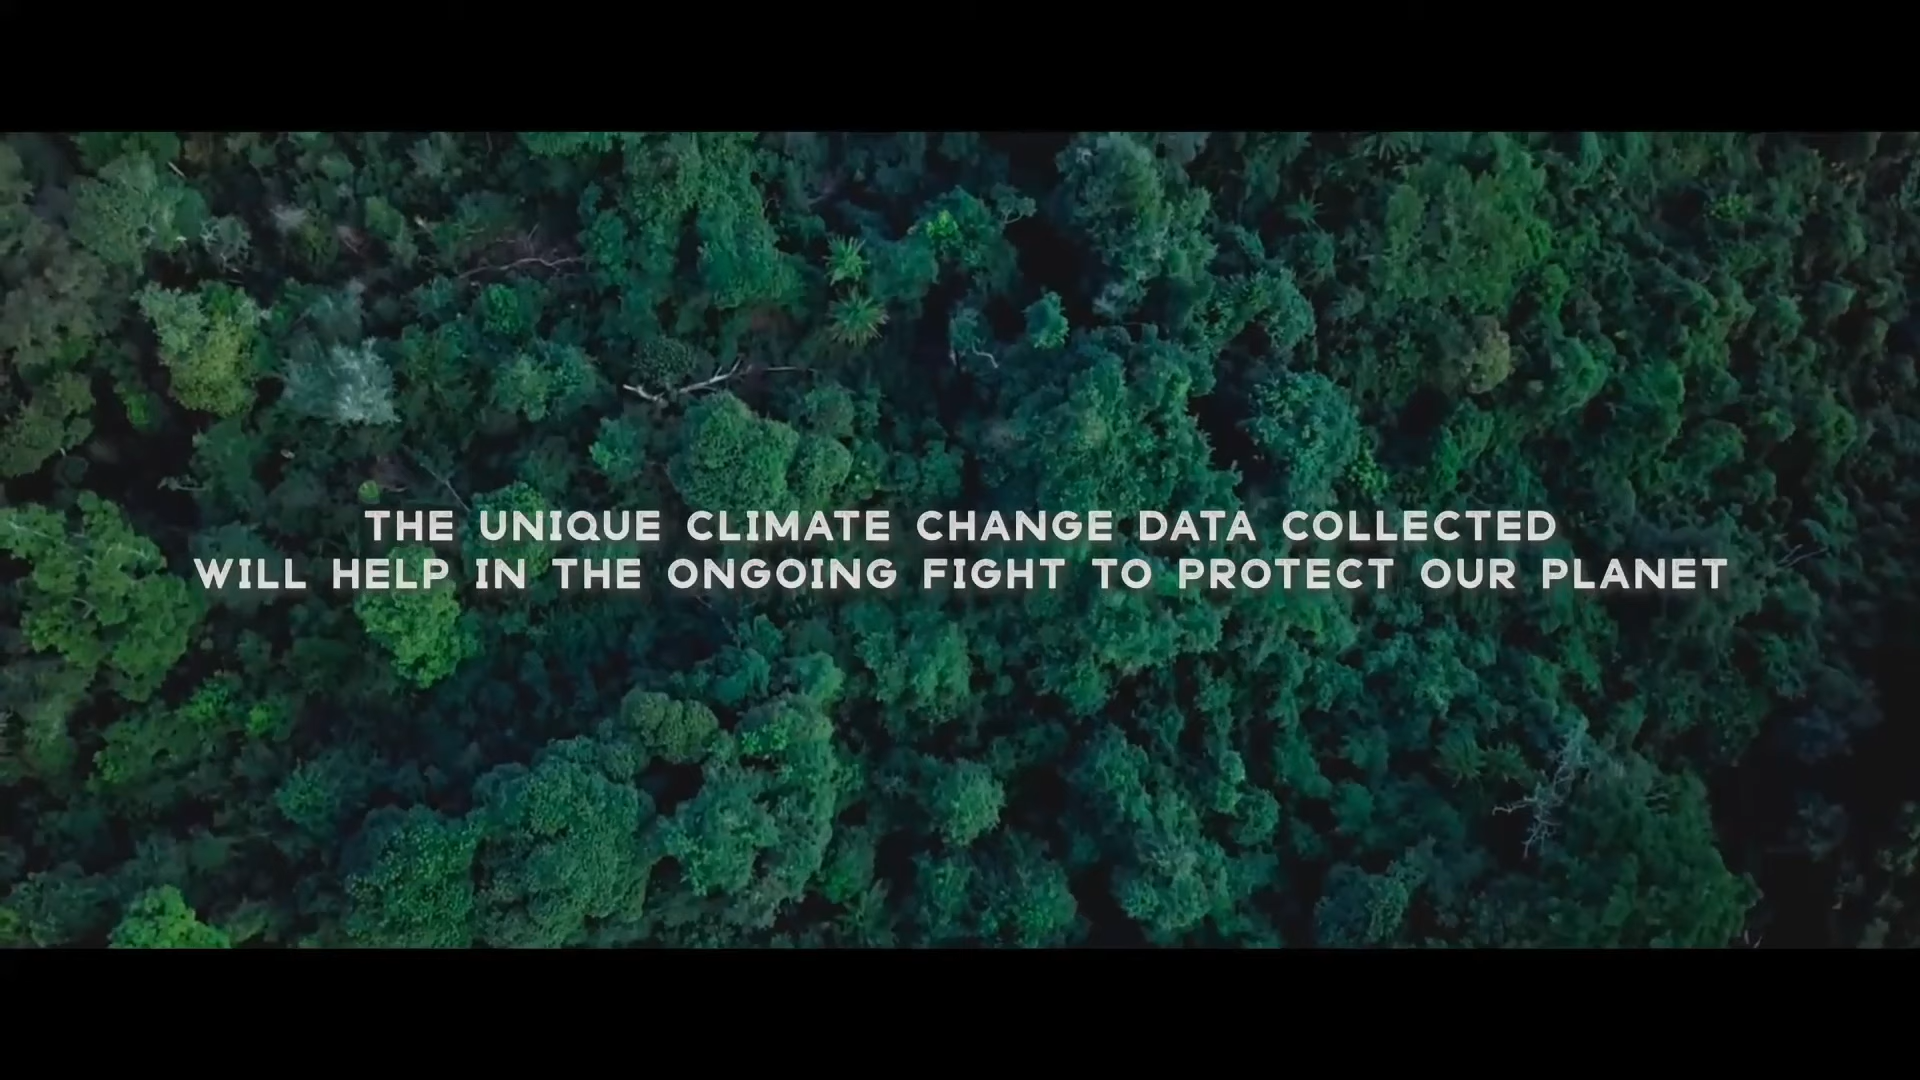 THE UNIQUE CLIMATE CHANGE DATA COLLECTED
WILL HELP IN THE ONGOING FIGHT TO PROTECT OUR PLANET